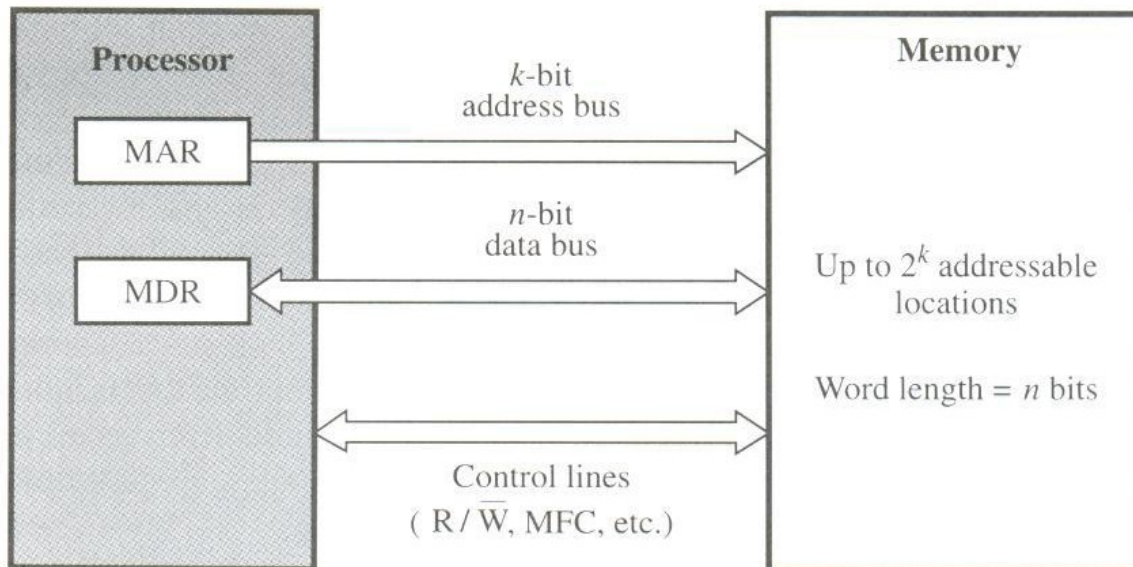 Processor
MAR
MDR
k-bit
address bus
n-bit
data bus
Control lines
( R / W̅, MFC, etc.)
Memory
Up to 2ᵏ addressable
locations
Word length = n bits